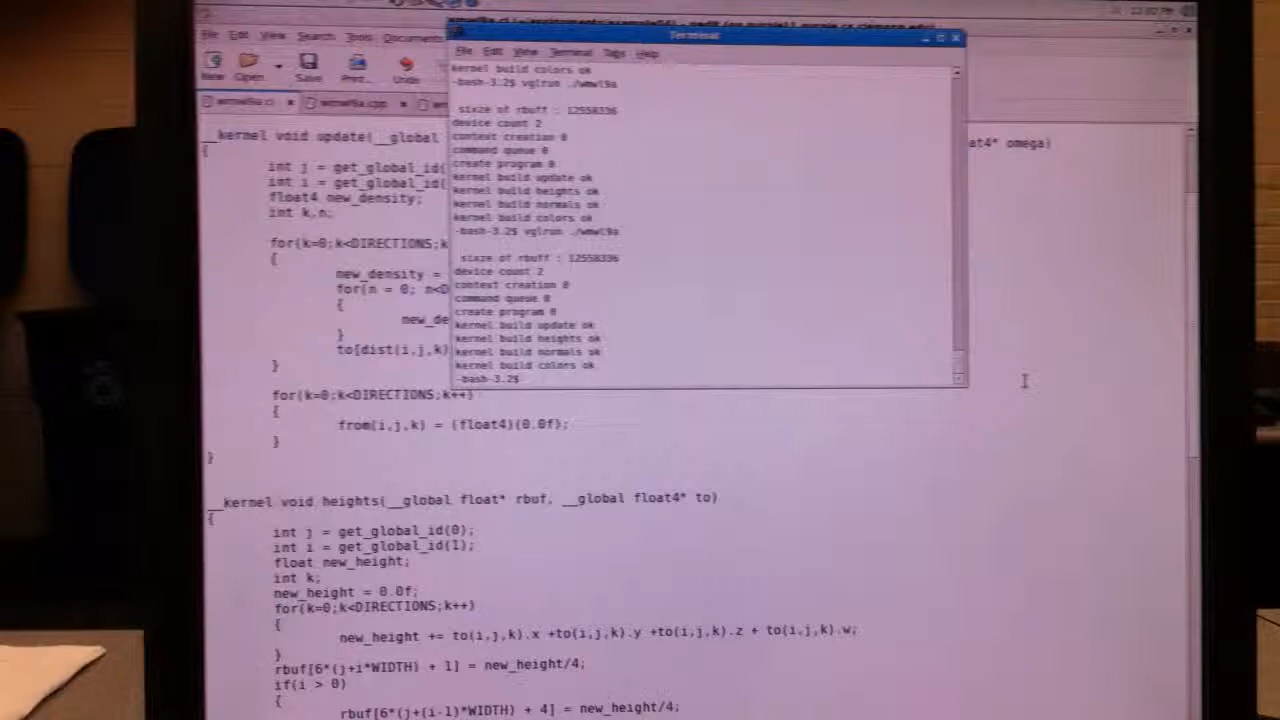 Terminal
File Edit View Search Tools Documents
File Edit View Terminal Tabs Help
New Open Save Print... Undo
kernel build colors ok
-bash-3.2$ vglrun ./wmwl9a
sixze of rbuff : 12558336
device count 2
context creation 0
command queue 0
create program 0
kernel build update ok
kernel build heights ok
kernel build normals ok
kernel build colors ok
-bash-3.2$ vglrun ./wmwl9a
sixze of rbuff : 12558336
device count 2
context creation 0
command queue 0
create program 0
kernel build update ok
kernel build heights ok
kernel build normals ok
kernel build colors ok
-bash-3.2$
__kernel void update(__global at4* omega)
{
int j = get_global_id(
int i = get_global_id(
float4 new_density;
int k,n;
for(k=0;k<DIRECTIONS;k
{
new_density =
for(n = 0; n<D
{
new_de
}
to[dist(i,j,k)
}
for(k=0;k<DIRECTIONS;k++)
{
from(i,j,k) = (float4)(0.0f);
}
}
__kernel void heights(__global float* rbuf, __global float4* to)
{
int j = get_global_id(0);
int i = get_global_id(1);
float new_height;
int k;
new_height = 0.0f;
for(k=0;k<DIRECTIONS;k++)
{
new_height += to(i,j,k).x +to(i,j,k).y +to(i,j,k).z + to(i,j,k).w;
}
rbuf[6*(j+i*WIDTH) + 1] = new_height/4;
if(i > 0)
{
rbuf[6*(j+(i-1)*WIDTH) + 4] = new_height/4;